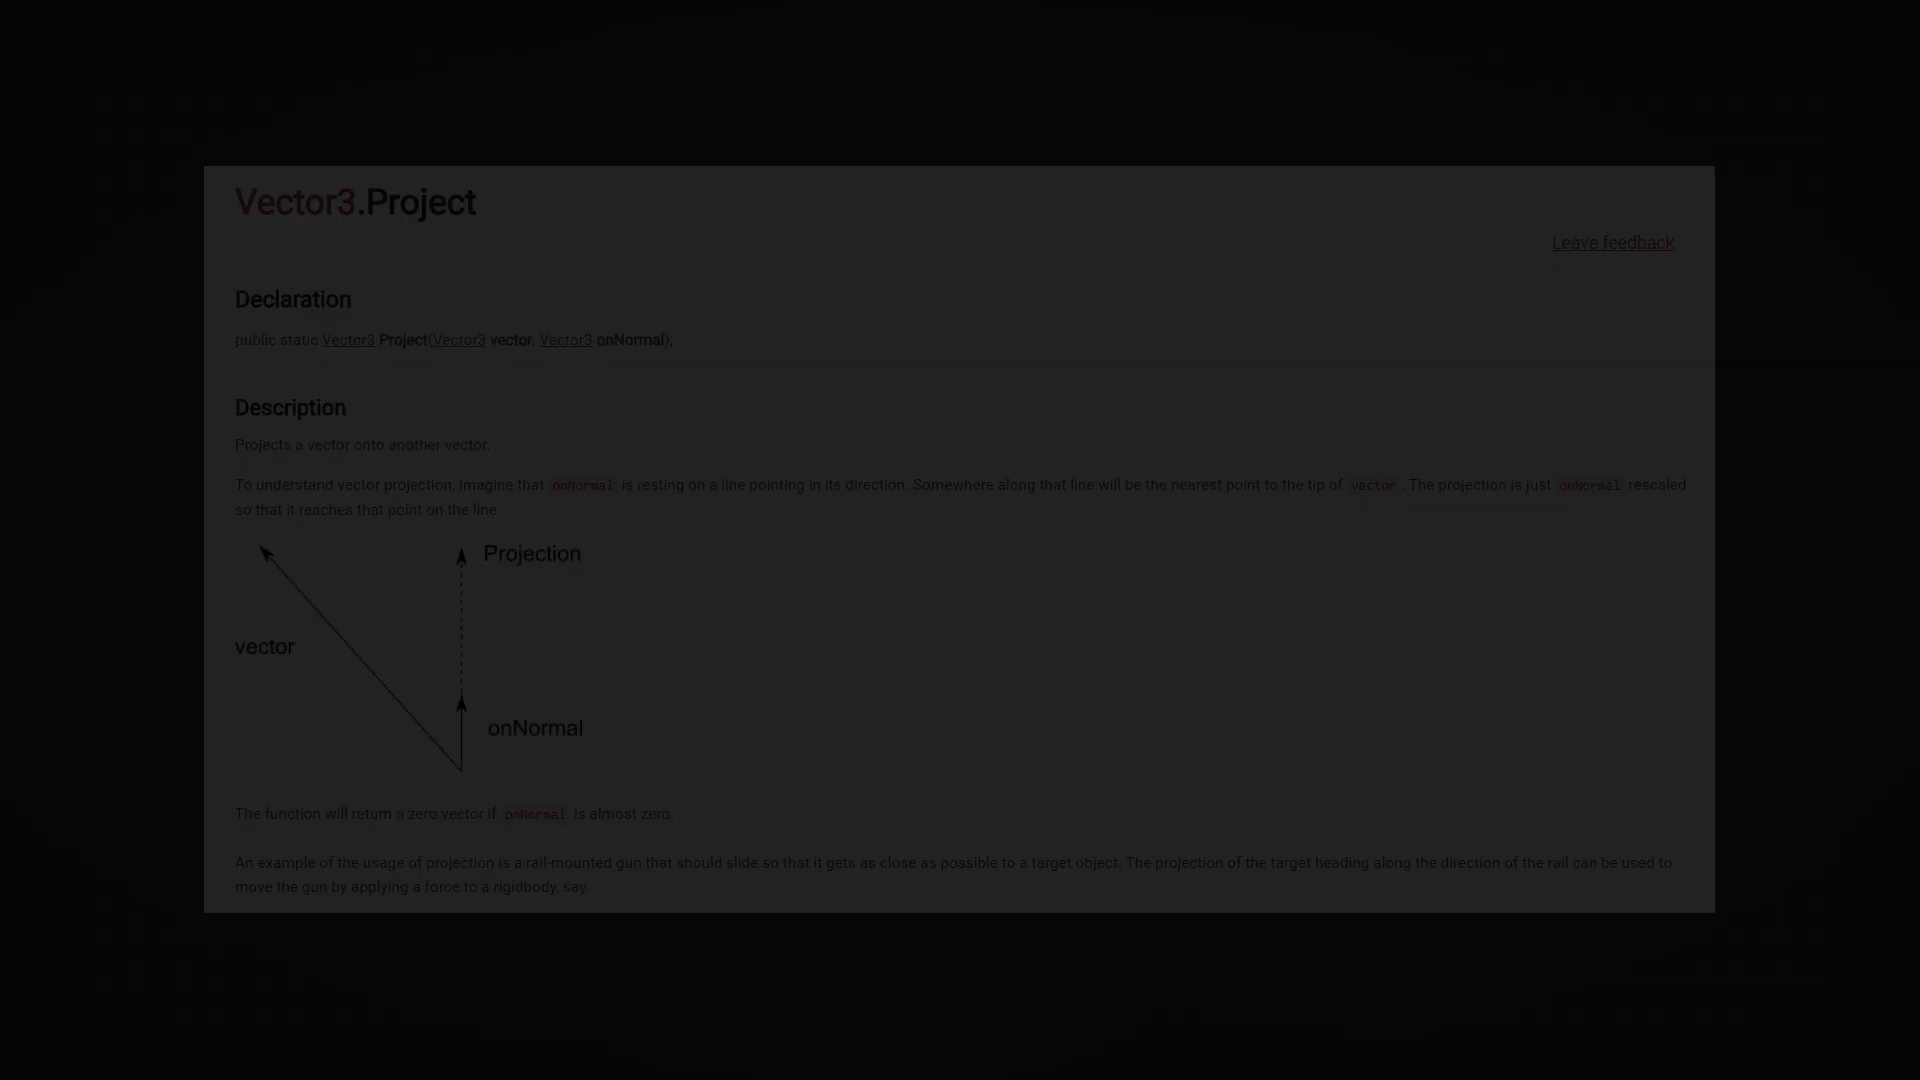 Vector3.Project
Leave feedback
Declaration
public static Vector3 Project(Vector3 vector, Vector3 onNormal);
Description
Projects a vector onto another vector.
To understand vector projection, imagine that onNormal is resting on a line pointing in its direction. Somewhere along that line will be the nearest point to the tip of vector. The projection is just onNormal rescaled
so that it reaches that point on the line.
Projection
vector
onNormal
The function will return a zero vector if onNormal is almost zero.
An example of the usage of projection is a rail-mounted gun that should slide so that it gets as close as possible to a target object. The projection of the target heading along the direction of the rail can be used to
move the gun by applying a force to a rigidbody, say.